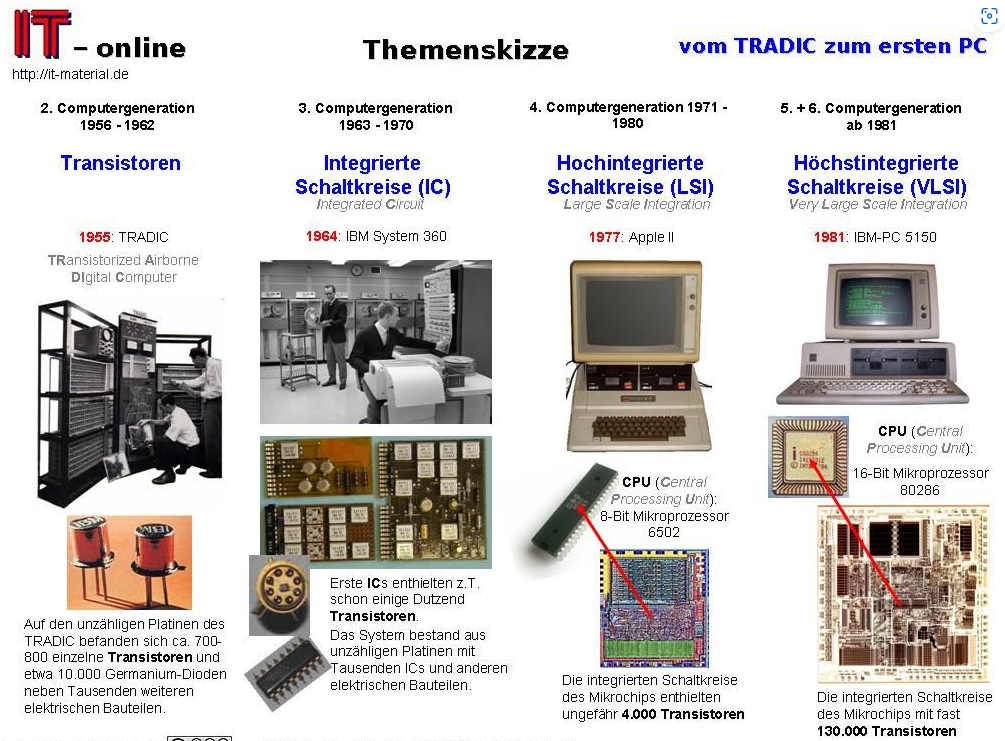 IT – online
http://it-material.de
Themenskizze
vom TRADIC zum ersten PC
2. Computergeneration
1956 - 1962
Transistoren
1955: TRADIC
TRansistorized Airborne
DIgital Computer
Auf den unzähligen Platinen des
TRADIC befanden sich ca. 700-
800 einzelne Transistoren und
etwa 10.000 Germanium-Dioden
neben Tausenden weiteren
elektrischen Bauteilen.
3. Computergeneration
1963 - 1970
Integrierte
Schaltkreise (IC)
Integrated Circuit
1964: IBM System 360
Erste ICs enthielten z.T.
schon einige Dutzend
Transistoren.
Das System bestand aus
unzähligen Platinen mit
Tausenden ICs und anderen
elektrischen Bauteilen.
4. Computergeneration 1971 -
1980
Hochintegrierte
Schaltkreise (LSI)
Large Scale Integration
1977: Apple II
CPU (Central
Processing Unit):
8-Bit Mikroprozessor
6502
Die integrierten Schaltkreise
des Mikrochips enthielten
ungefähr 4.000 Transistoren
5. + 6. Computergeneration
ab 1981
Höchstintegrierte
Schaltkreise (VLSI)
Very Large Scale Integration
1981: IBM-PC 5150
CPU (Central
Processing Unit):
16-Bit Mikroprozessor
80286
Die integrierten Schaltkreise
des Mikrochips mit fast
130.000 Transistoren